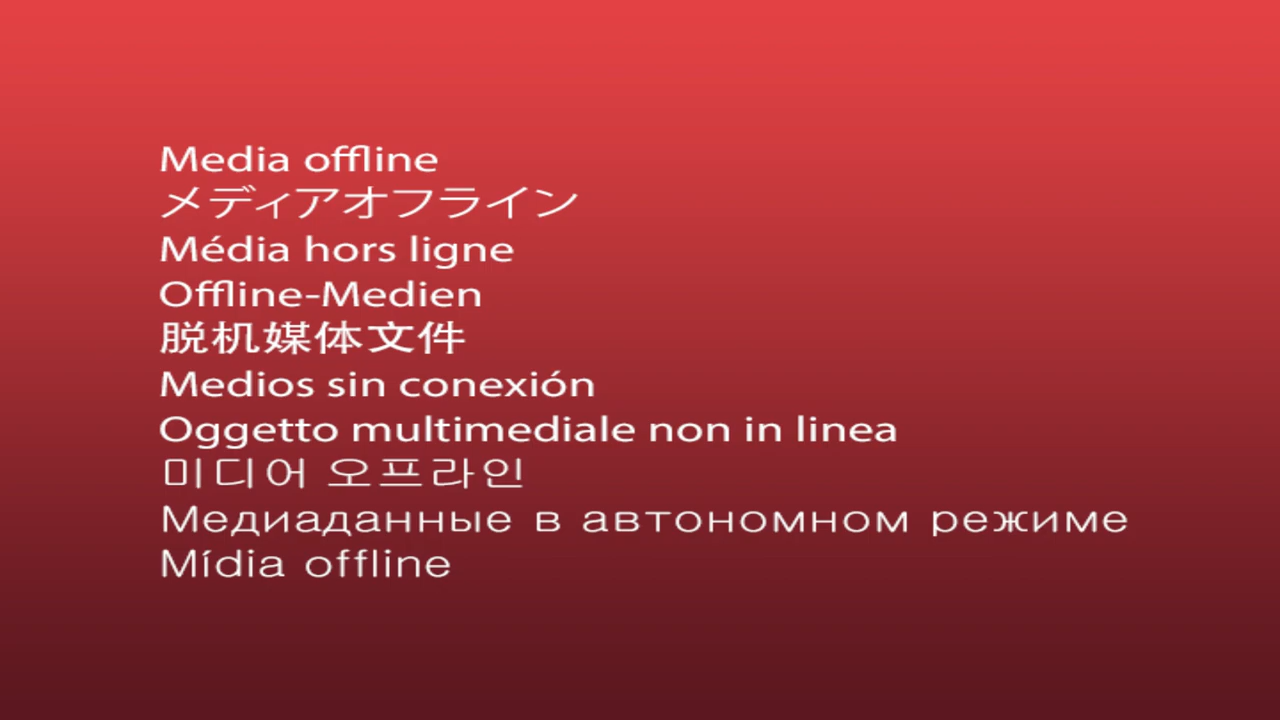 Media offline
メディアオフライン
Média hors ligne
Offline-Medien
脱机媒体文件
Medios sin conexión
Oggetto multimediale non in linea
미디어 오프라인
Медиаданные в автономном режиме
Mídia offline